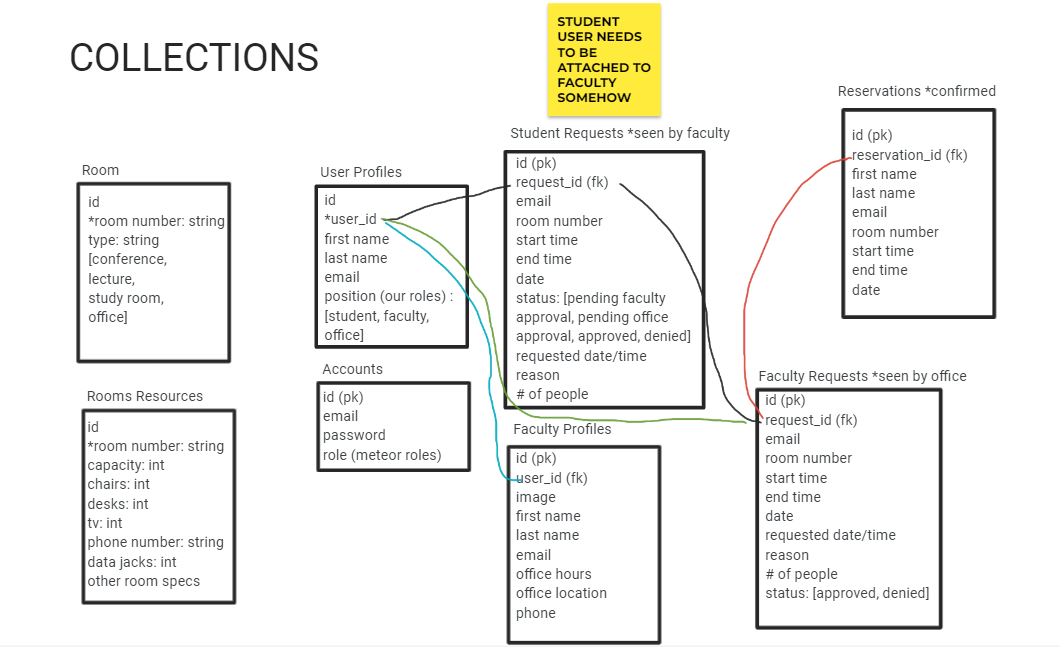 COLLECTIONS
STUDENT
USER NEEDS
TO BE
ATTACHED TO
FACULTY
SOMEHOW
Room
id
*room number: string
type: string
[conference,
lecture,
study room,
office]
Rooms Resources
id
*room number: string
capacity: int
chairs: int
desks: int
tv: int
phone number: string
data jacks: int
other room specs
User Profiles
id
*user_id
first name
last name
email
position (our roles) :
[student, faculty,
office]
Accounts
id (pk)
email
password
role (meteor roles)
Student Requests *seen by faculty
id (pk)
request_id (fk)
email
room number
start time
end time
date
status: [pending faculty
approval, pending office
approval, approved, denied]
requested date/time
reason
# of people
Faculty Profiles
id (pk)
user_id (fk)
image
first name
last name
email
office hours
office location
phone
Reservations *confirmed
id (pk)
reservation_id (fk)
first name
last name
email
room number
start time
end time
date
Faculty Requests *seen by office
id (pk)
request_id (fk)
email
room number
start time
end time
date
requested date/time
reason
# of people
status: [approved, denied]